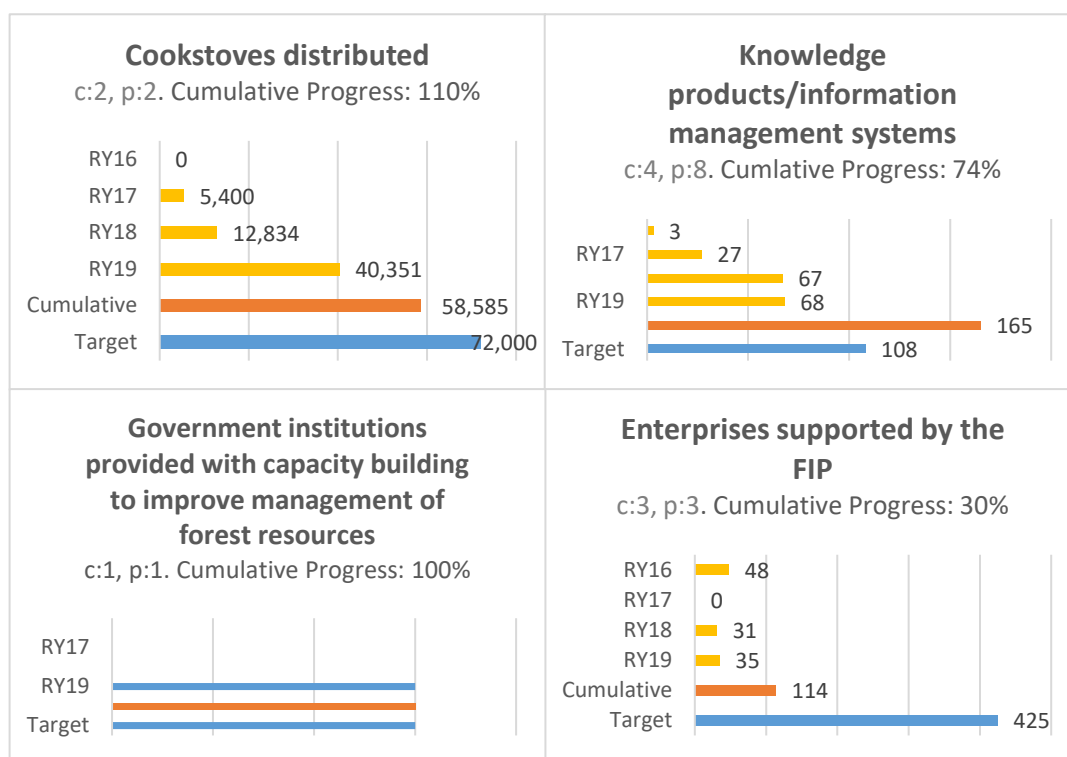 Cookstoves distributed
c:2, p:2. Cumulative Progress: 110%
RY16 0
RY17 5,400
RY18 12,834
RY19 40,351
Cumulative 58,585
Target 72,000
Knowledge
products/information
management systems
c:4, p:8. Cumlative Progress: 74%
3
RY17 27
67
RY19 68
165
Target 108
Government institutions
provided with capacity building
to improve management of
forest resources
c:1, p:1. Cumulative Progress: 100%
RY17
RY19
Target
Enterprises supported by the
FIP
c:3, p:3. Cumulative Progress: 30%
RY16 48
RY17 0
RY18 31
RY19 35
Cumulative 114
Target 425